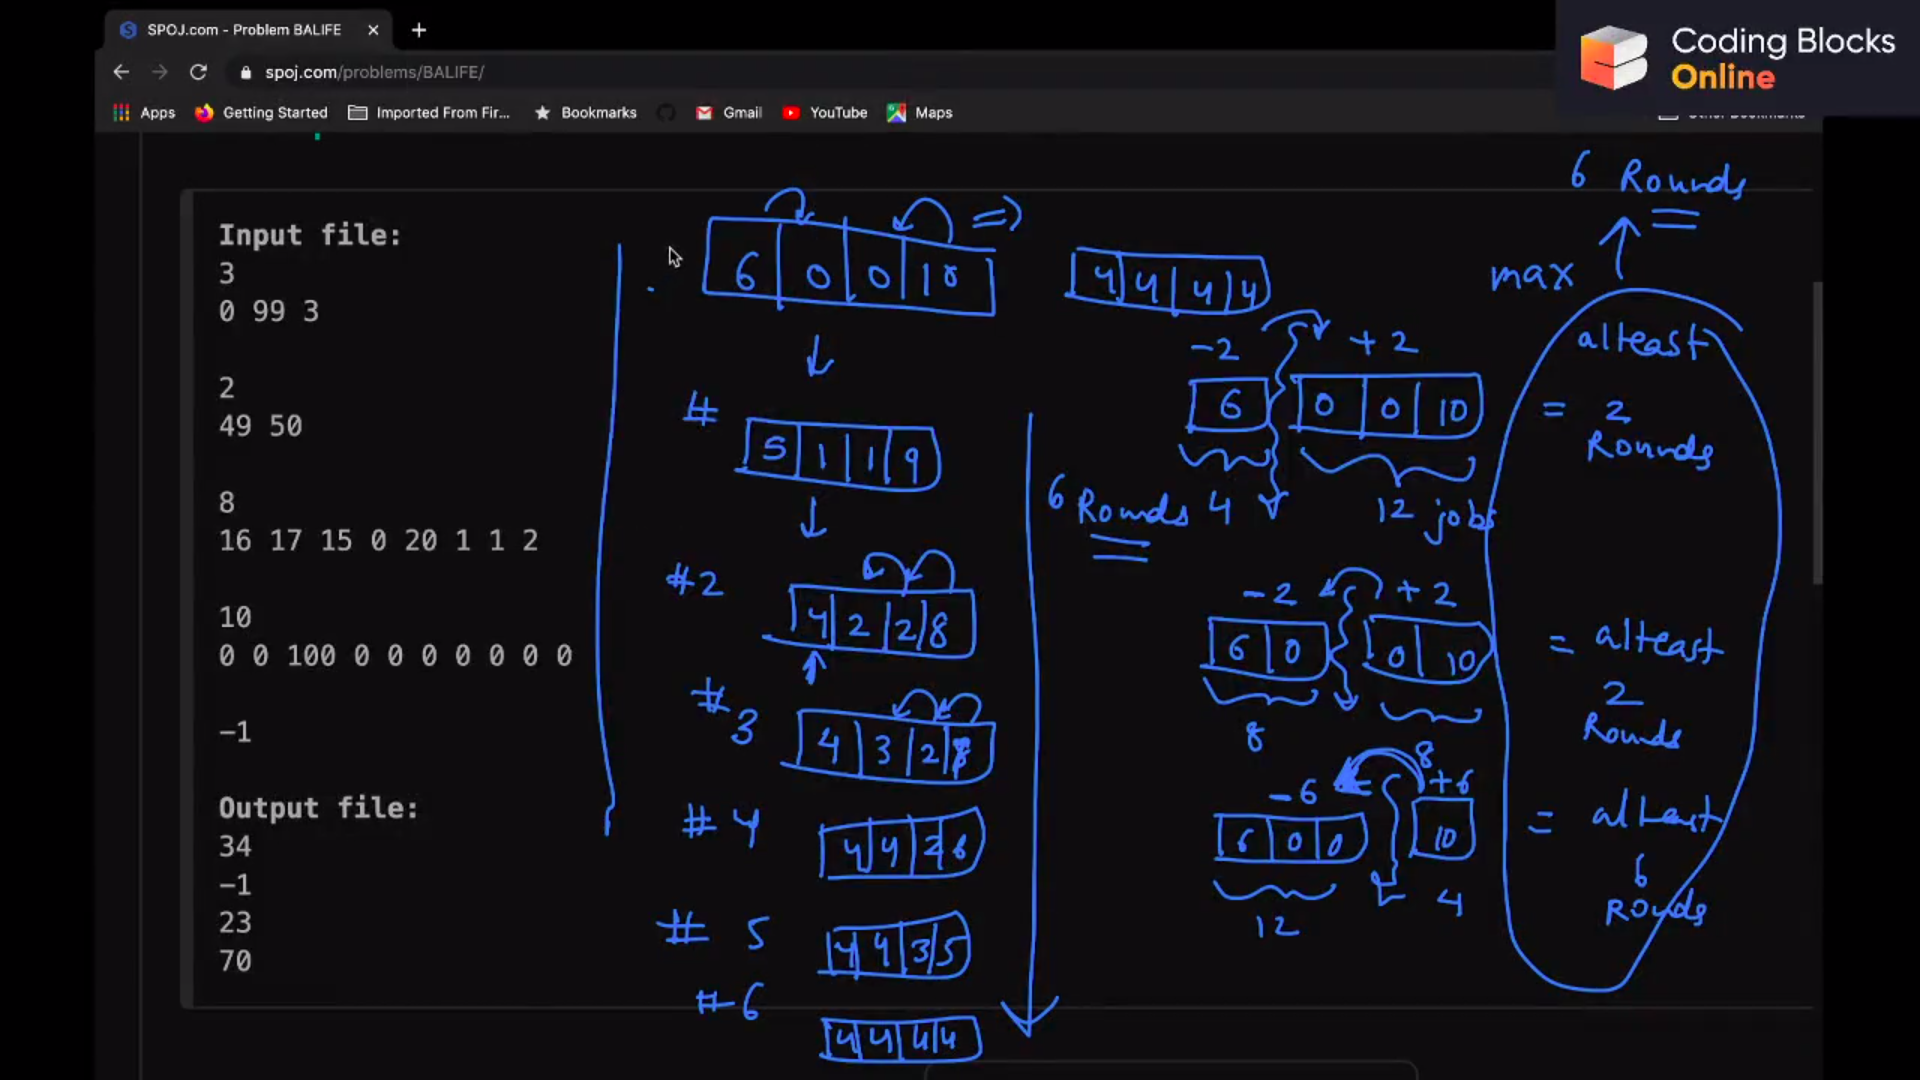 SPOJ.com - Problem BALIFE
Coding Blocks
Online
spoj.com/problems/BALIFE/
Apps
Getting Started
Imported From Fir...
Bookmarks
Gmail
YouTube
Maps
Other Bookmarks
Input file:
3
0 99 3
2
49 50
8
16 17 15 0 20 1 1 2
10
0 0 100 0 0 0 0 0 0 0
-1
Output file:
34
-1
23
70
6 0 0 10 =>
4 4 4 4
#
5 1 1 9
#2
4 2 2 8
#3
4 3 2
#4
4 4 2 6
#5
4 4 3 5
#6
4 4 4 4
6 Rounds
-2 +2
6 0 0 10
4 12 jobs
-2 +2
6 0 0 10
8
8
-6 +6
6 0 0 10
12 4
6 Rounds
max
alteast
= 2
Rounds
= alteast
2
Rounds
= alteast
6
Rounds